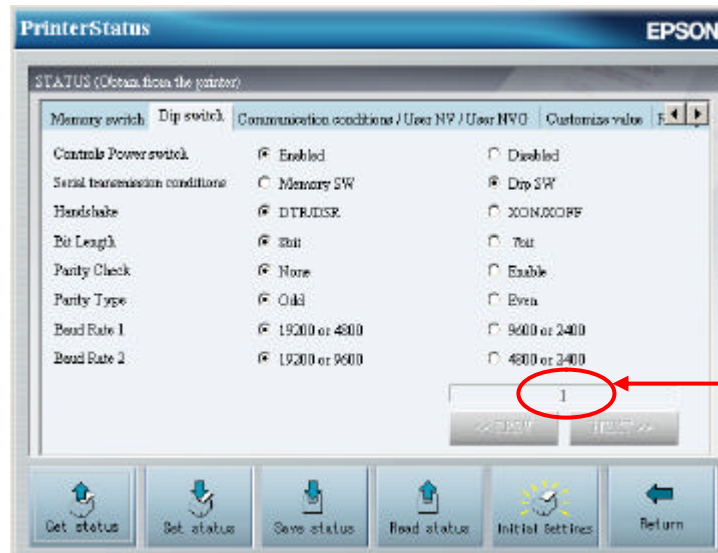 PrinterStatus EPSON
STATUS (Obtain from the printer)
Memory switch Dip switch Communication conditions / User NV / User NVG Customize value
Controls Power switch Enabled Disabled
Serial transmission conditions Memory SW Dip SW
Handshake DTR/DSR XON/XOFF
Bit Length 8bit 7bit
Parity Check None Enable
Parity Type Odd Even
Baud Rate 1 19200 or 4800 9600 or 2400
Baud Rate 2 19200 or 9600 4800 or 2400
1
NEXT>>
Get status Set status Save status Read status Initial Settings Return